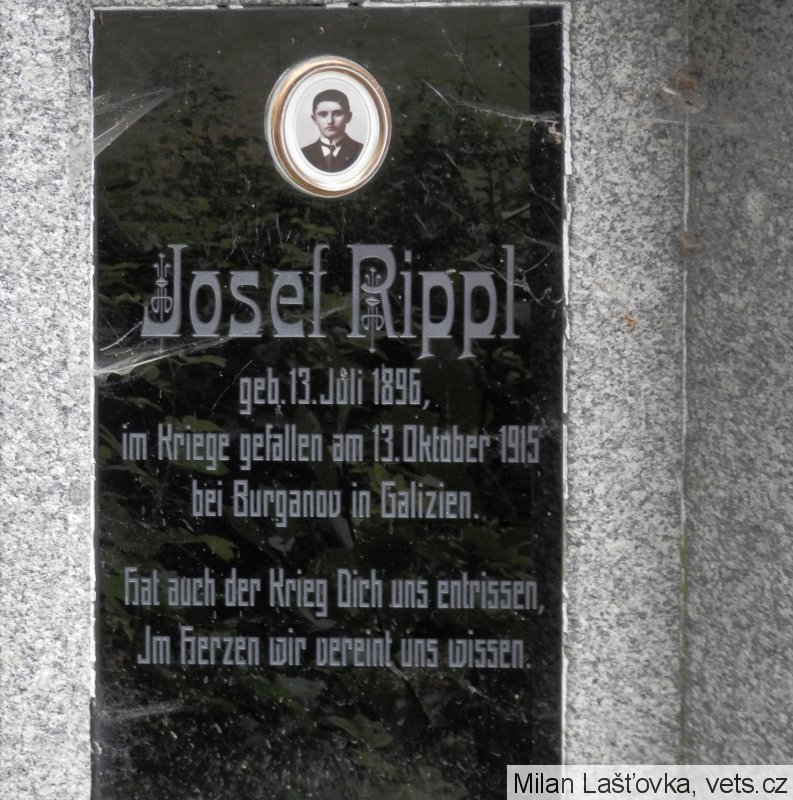 Josef Rippl
geb. 13. Juli 1896,
im Kriege gefallen am 13. Oktober 1915
bei Burganov in Galizien.
Hat auch der Krieg Dich uns entrissen,
Jm Herzen wir vereint uns wissen.
Milan Lašťovka, vets.cz